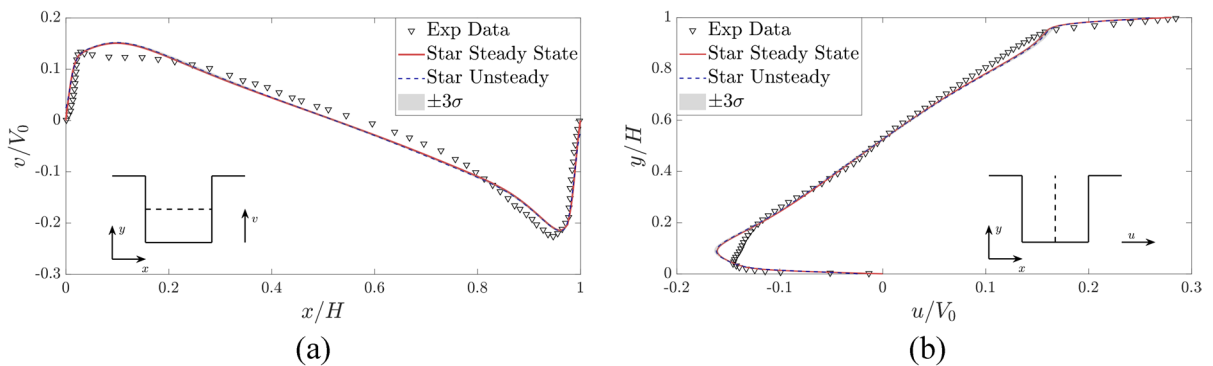 0.2
0.1
0
-0.1
-0.2
-0.3
v/V₀
Exp Data
Star Steady State
Star Unsteady
±3σ
y
x
v
0
0.2
0.4
0.6
0.8
1
x/H
(a)
1
0.8
0.6
0.4
0.2
0
y/H
Exp Data
Star Steady State
Star Unsteady
±3σ
y
x
u
-0.2
-0.1
0
0.1
0.2
0.3
u/V₀
(b)